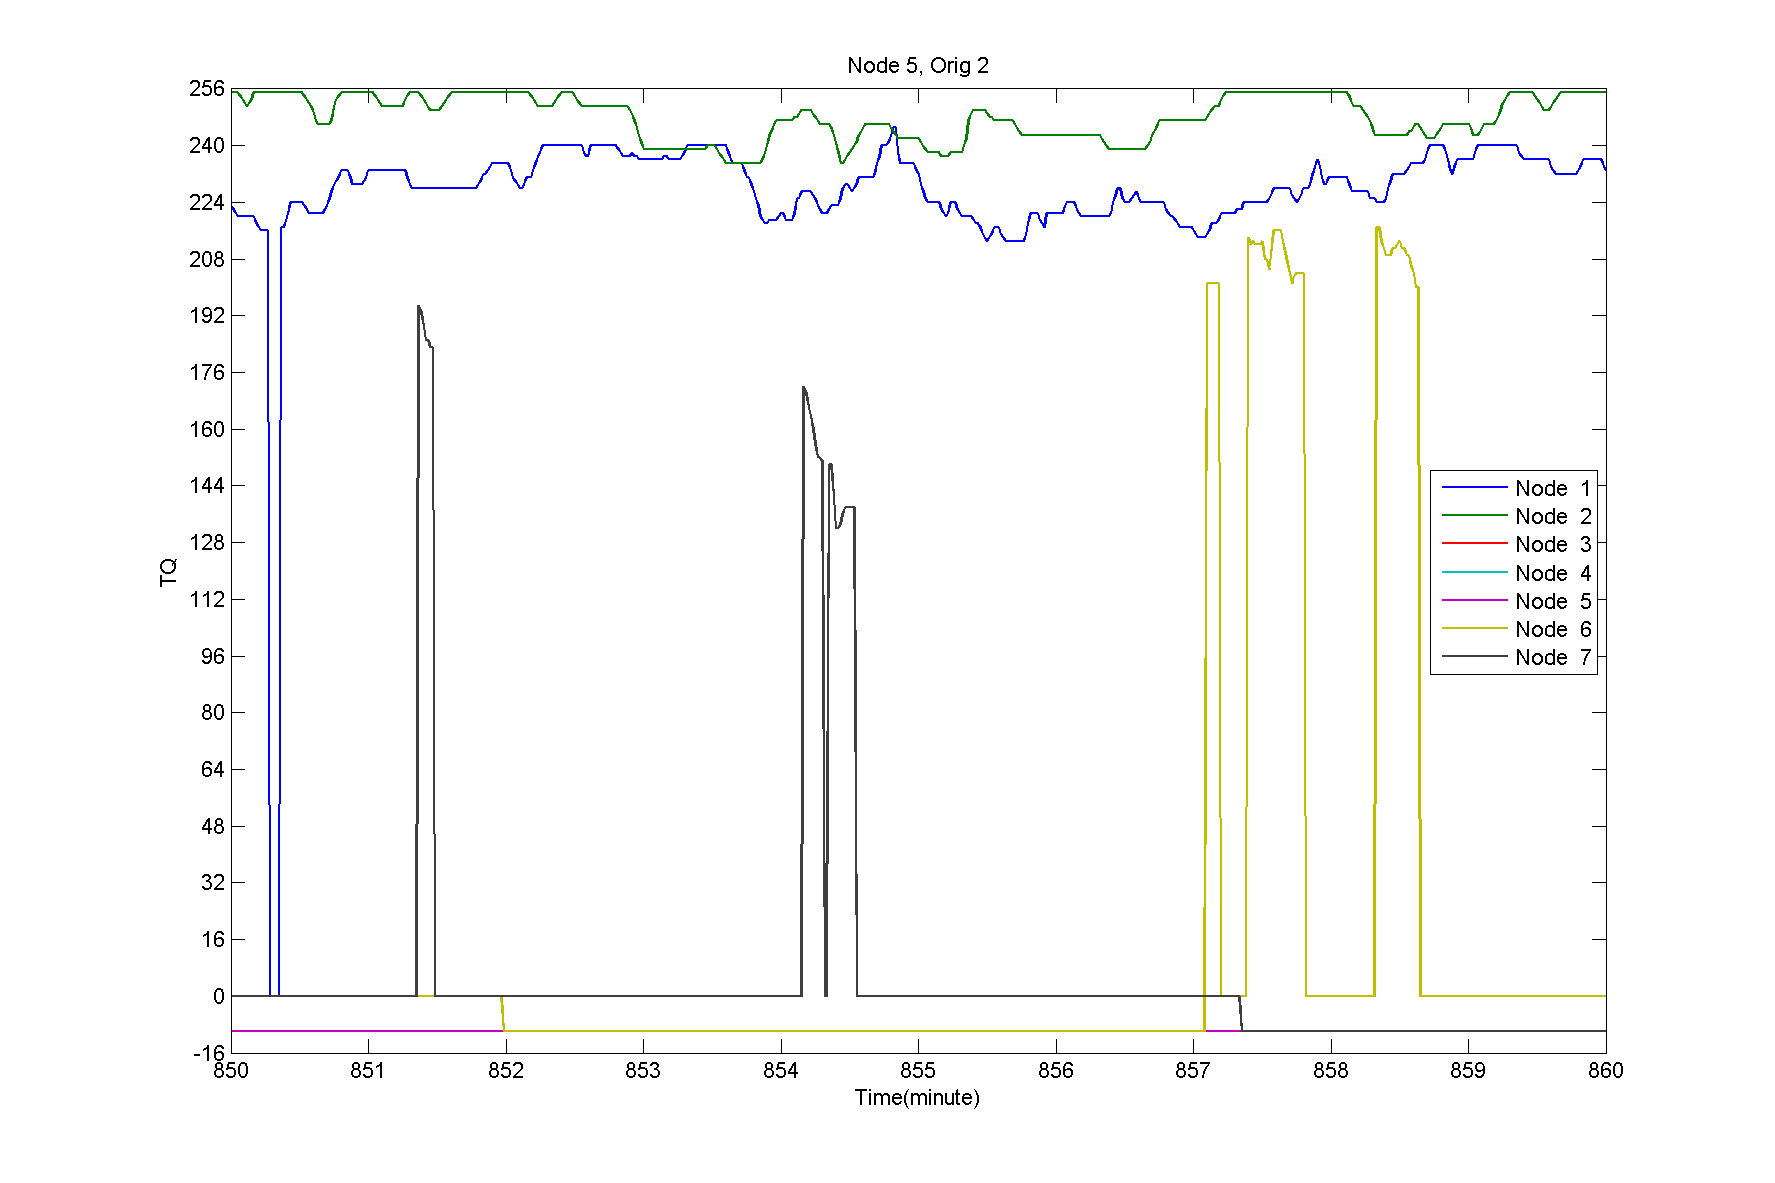 Node 5, Orig 2
256
240
224
208
192
176
160
144
128
112
96
80
64
48
32
16
0
-16
TQ
Node 1
Node 2
Node 3
Node 4
Node 5
Node 6
Node 7
850 851 852 853 854 855 856 857 858 859 860
Time(minute)